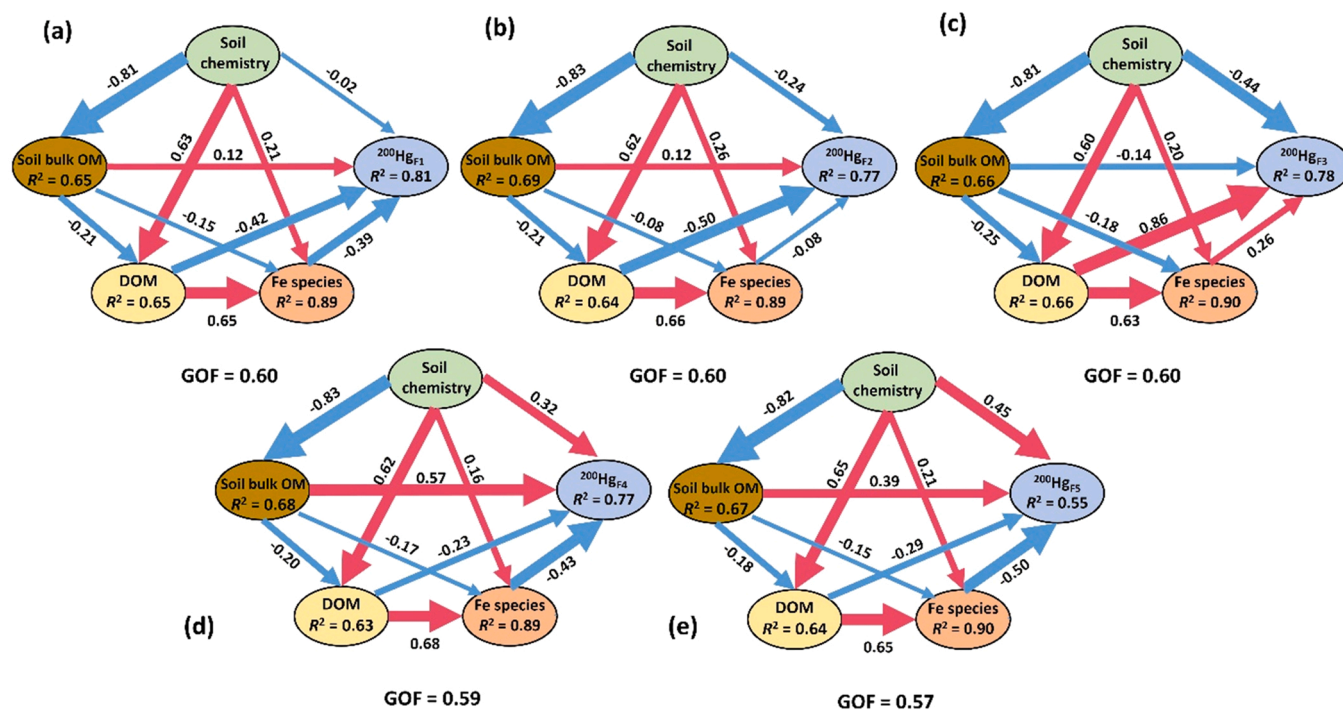 (a)
Soil
chemistry
-0.81
-0.02
0.63
0.21
Soil bulk OM
R² = 0.65
0.12
²⁰⁰Hg_F1
R² = 0.81
-0.21
-0.15
-0.42
-0.39
DOM
R² = 0.65
0.65
Fe species
R² = 0.89
GOF = 0.60
(b)
Soil
chemistry
-0.83
-0.24
0.62
0.26
Soil bulk OM
R² = 0.69
0.12
²⁰⁰Hg_F2
R² = 0.77
-0.21
-0.08
-0.50
-0.08
DOM
R² = 0.64
0.66
Fe species
R² = 0.89
GOF = 0.60
(c)
Soil
chemistry
-0.81
-0.44
0.60
0.20
Soil bulk OM
R² = 0.66
-0.14
²⁰⁰Hg_F3
R² = 0.78
-0.25
-0.18
0.86
0.26
DOM
R² = 0.66
0.63
Fe species
R² = 0.90
GOF = 0.60
Soil
chemistry
-0.83
0.32
0.62
0.16
Soil bulk OM
R² = 0.68
0.57
²⁰⁰Hg_F4
R² = 0.77
-0.20
-0.17
-0.23
-0.43
(d)
DOM
R² = 0.63
0.68
Fe species
R² = 0.89
GOF = 0.59
Soil
chemistry
-0.82
0.45
0.65
0.21
Soil bulk OM
R² = 0.67
0.39
²⁰⁰Hg_F5
R² = 0.55
-0.18
-0.15
-0.29
-0.50
(e)
DOM
R² = 0.64
0.65
Fe species
R² = 0.90
GOF = 0.57